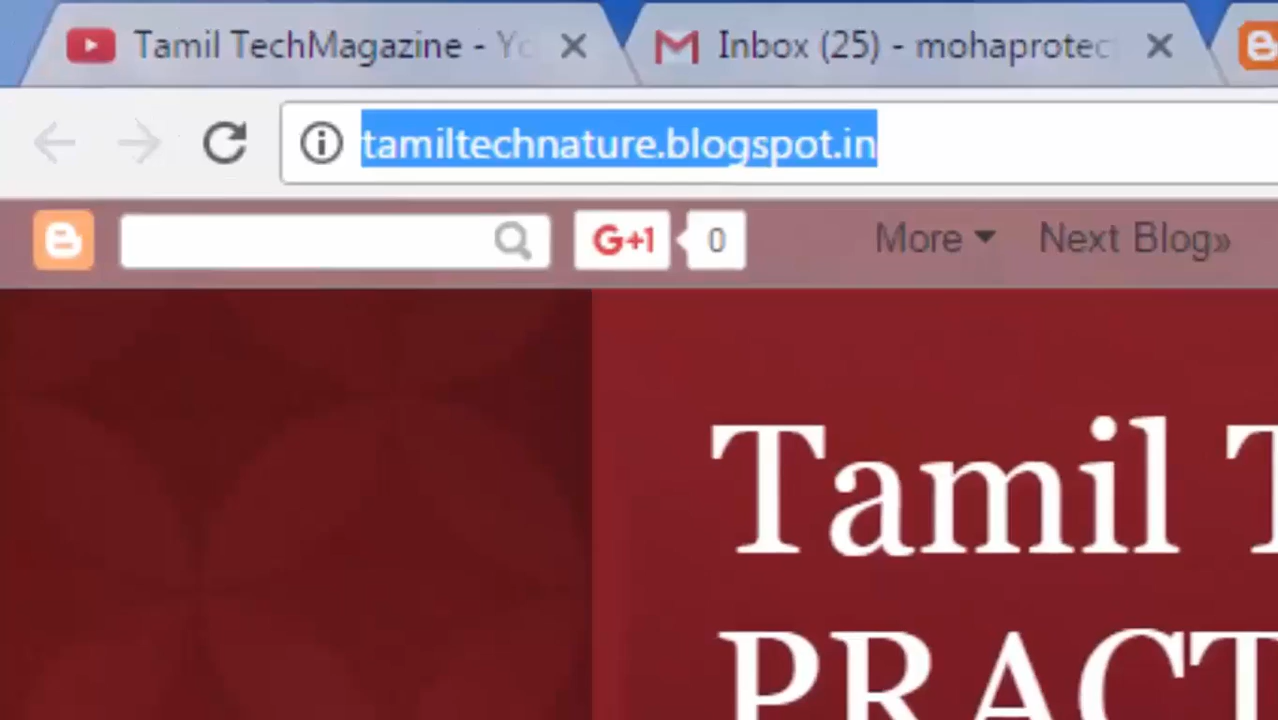 Tamil TechMagazine - Yo
Inbox (25) - mohaprotec
tamiltechnature.blogspot.in
G+1 0 More Next Blog»
Tamil T
PRACT